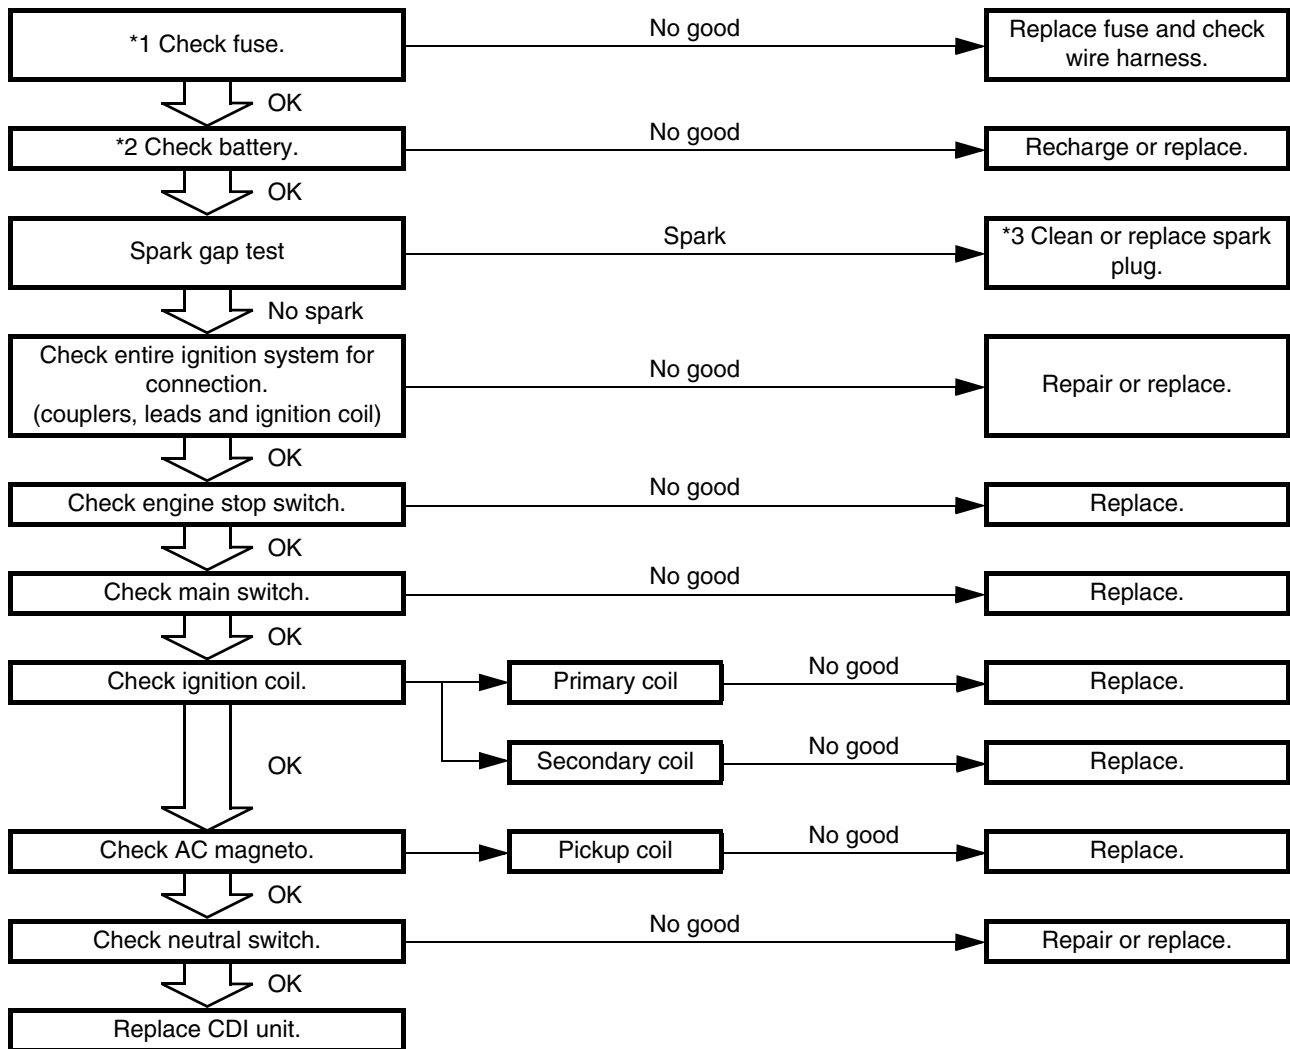 *1 Check fuse.
No good
Replace fuse and check
wire harness.
OK
*2 Check battery.
No good
Recharge or replace.
OK
Spark gap test
Spark
*3 Clean or replace spark
plug.
No spark
Check entire ignition system for
connection.
(couplers, leads and ignition coil)
No good
Repair or replace.
OK
Check engine stop switch.
No good
Replace.
OK
Check main switch.
No good
Replace.
OK
Check ignition coil.
Primary coil
No good
Replace.
Secondary coil
No good
Replace.
OK
Check AC magneto.
Pickup coil
No good
Replace.
OK
Check neutral switch.
No good
Repair or replace.
OK
Replace CDI unit.